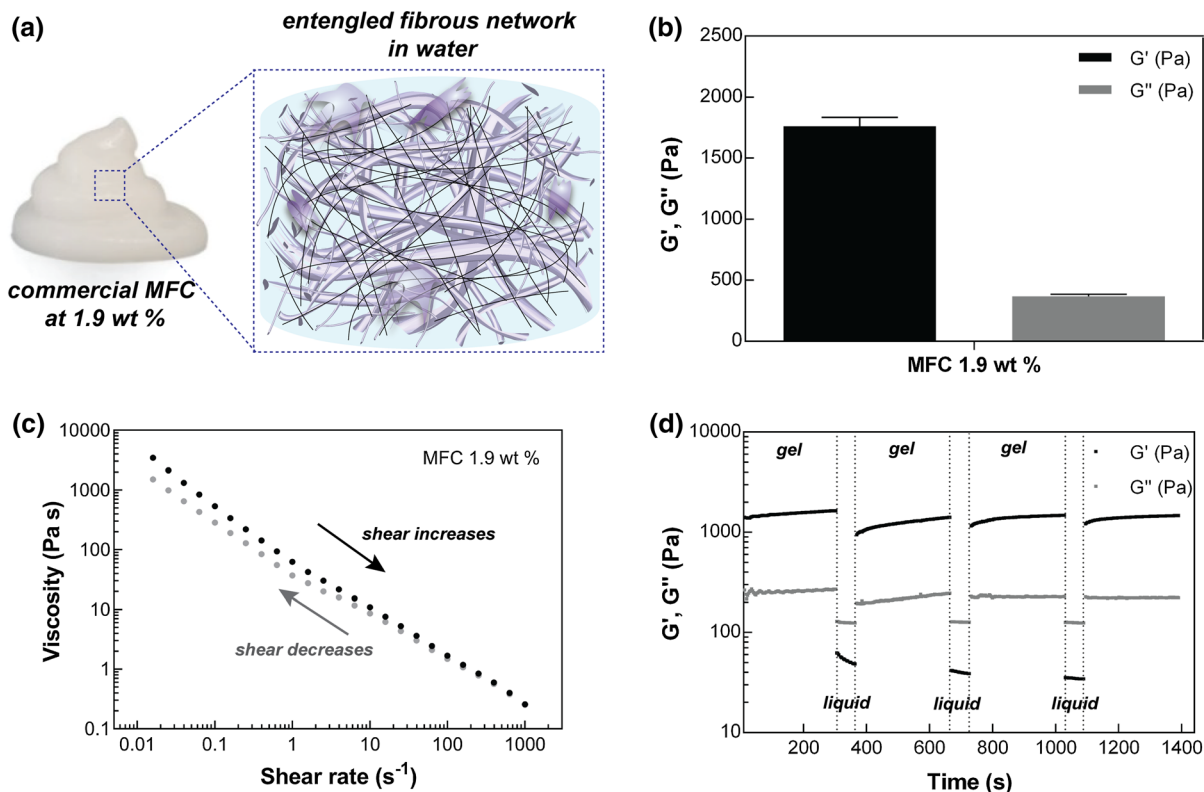 (a)
entengled fibrous network
in water
commercial MFC
at 1.9 wt %
(b)
2500
2000
1500
1000
500
0
G', G" (Pa)
G' (Pa)
G" (Pa)
MFC 1.9 wt %
(c)
10000
1000
100
10
1
0.1
Viscosity (Pa s)
MFC 1.9 wt %
shear increases
shear decreases
0.01 0.1 1 10 100 1000
Shear rate (s⁻¹)
(d)
10000
1000
100
10
G', G" (Pa)
gel gel gel
G' (Pa)
G" (Pa)
liquid liquid liquid
200 400 600 800 1000 1200 1400
Time (s)